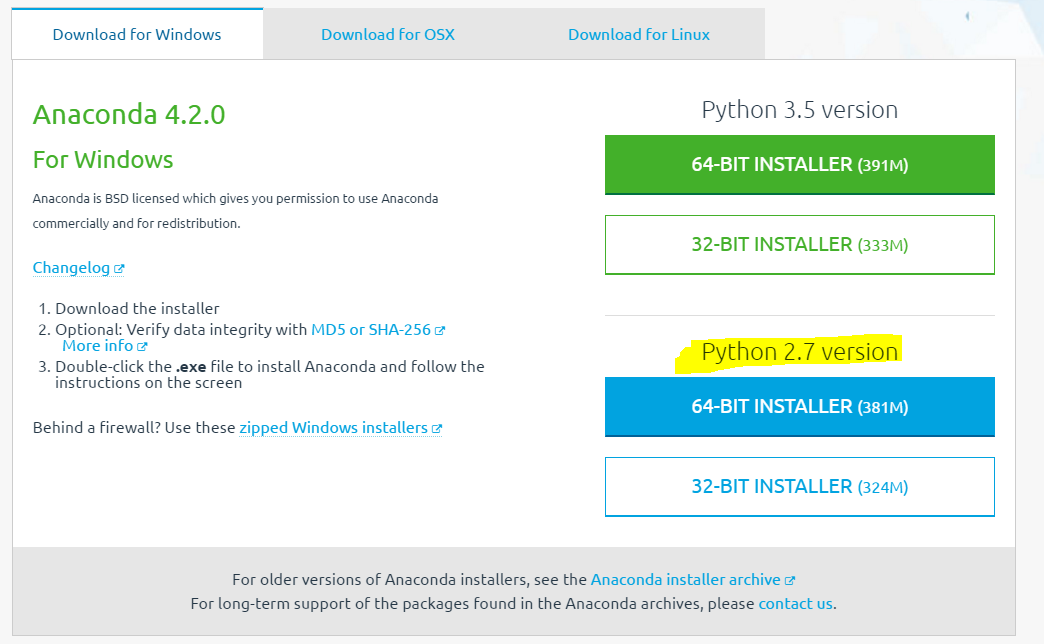 Download for Windows
Download for OSX
Download for Linux
Anaconda 4.2.0
For Windows
Anaconda is BSD licensed which gives you permission to use Anaconda
commercially and for redistribution.
Changelog
1. Download the installer
2. Optional: Verify data integrity with MD5 or SHA-256
More info
3. Double-click the .exe file to install Anaconda and follow the
instructions on the screen
Behind a firewall? Use these zipped Windows installers
Python 3.5 version
64-BIT INSTALLER (391M)
32-BIT INSTALLER (333M)
Python 2.7 version
64-BIT INSTALLER (381M)
32-BIT INSTALLER (324M)
For older versions of Anaconda installers, see the Anaconda installer archive
For long-term support of the packages found in the Anaconda archives, please contact us.